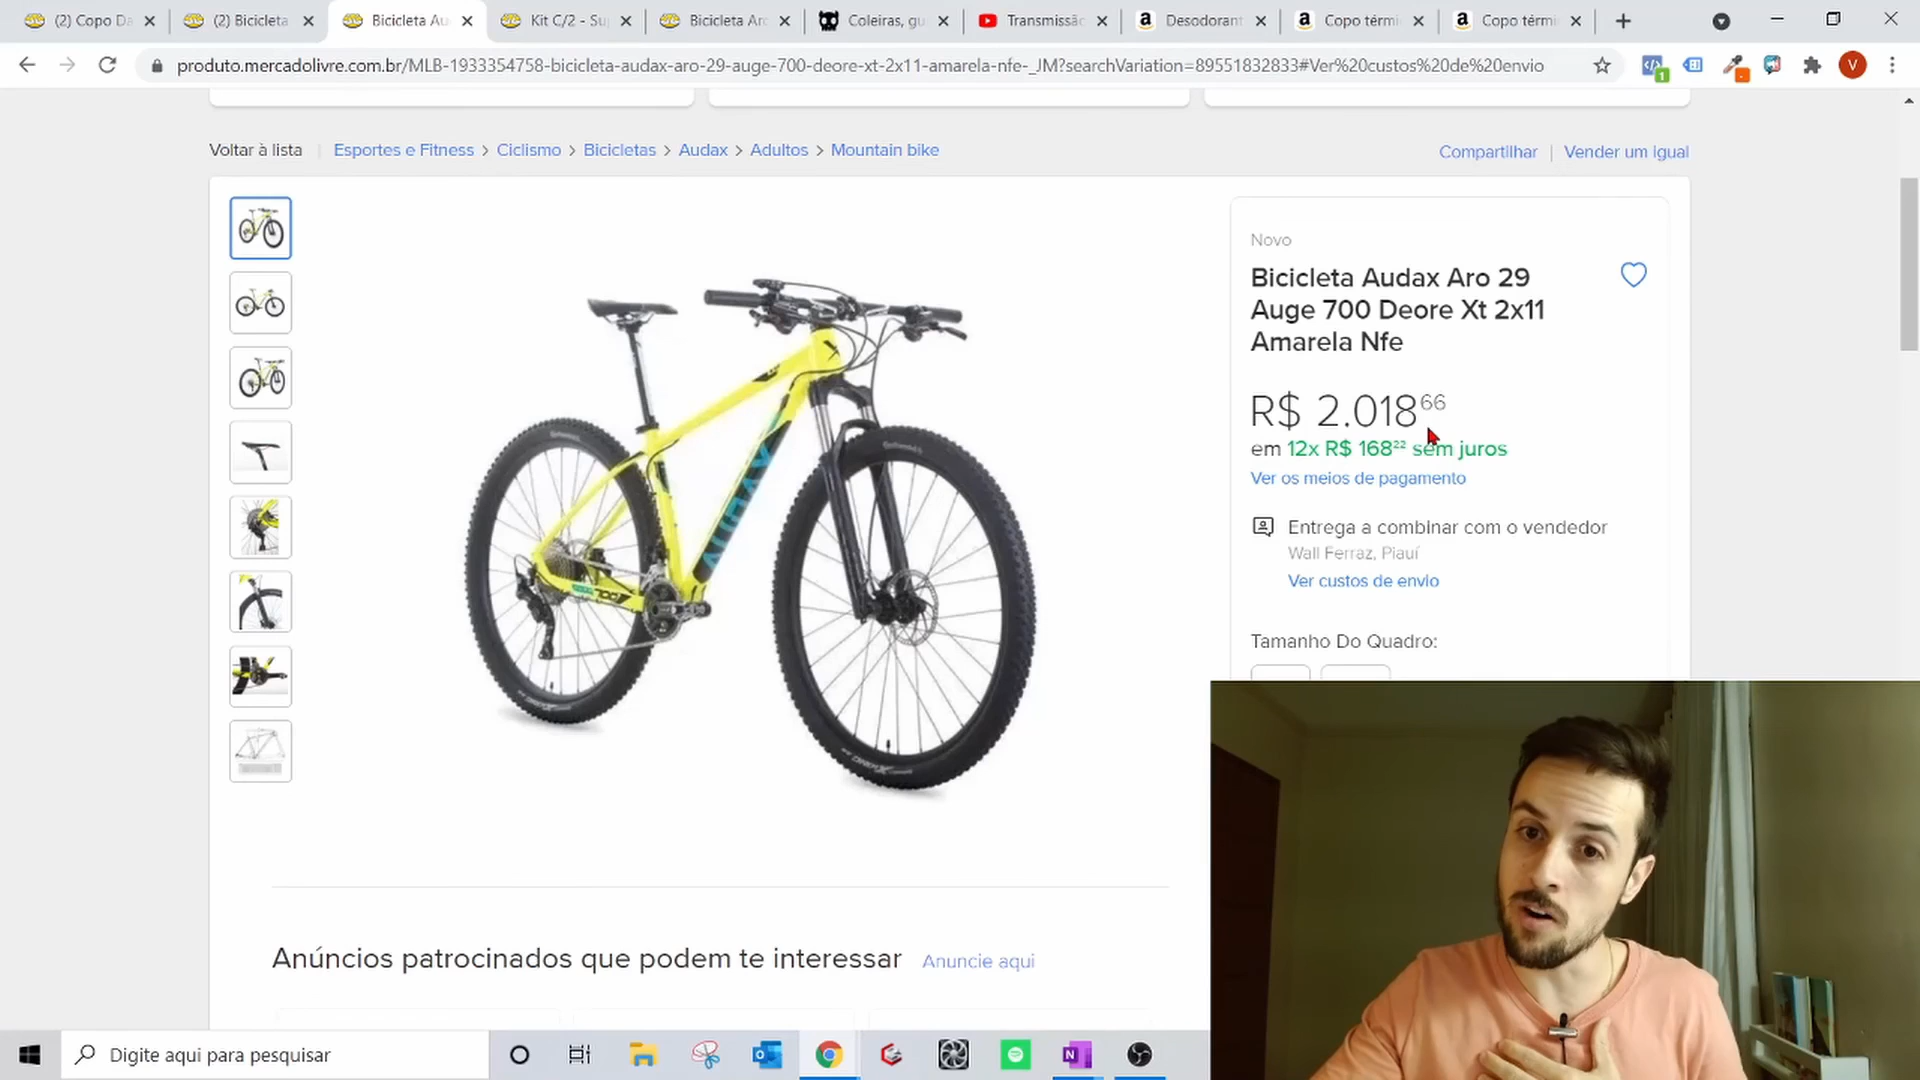 (2) Copo D
(2) Bicicleta
Bicicleta Au
Kit C/2 - Su
Bicicleta Aro
Coleiras, gu
Transmissão
Desodorant
Copo térmi
Copo térmi
produto.mercadolivre.com.br/MLB-1933354758-bicicleta-audax-aro-29-auge-700-deore-xt-2x11-amarela-nfe-_JM?searchVariation=89551832833#Ver%20custos%20de%20envio
1
V
Voltar à lista | Esportes e Fitness > Ciclismo > Bicicletas > Audax > Adultos > Mountain bike
Compartilhar | Vender um igual
Novo
Bicicleta Audax Aro 29
Auge 700 Deore Xt 2x11
Amarela Nfe
R$ 2.018 66
em 12x R$ 168 22 sem juros
Ver os meios de pagamento
Entrega a combinar com o vendedor
Wall Ferraz, Piauí
Ver custos de envio
Tamanho Do Quadro:
AUDAX
Anúncios patrocinados que podem te interessar Anuncie aqui
Digite aqui para pesquisar